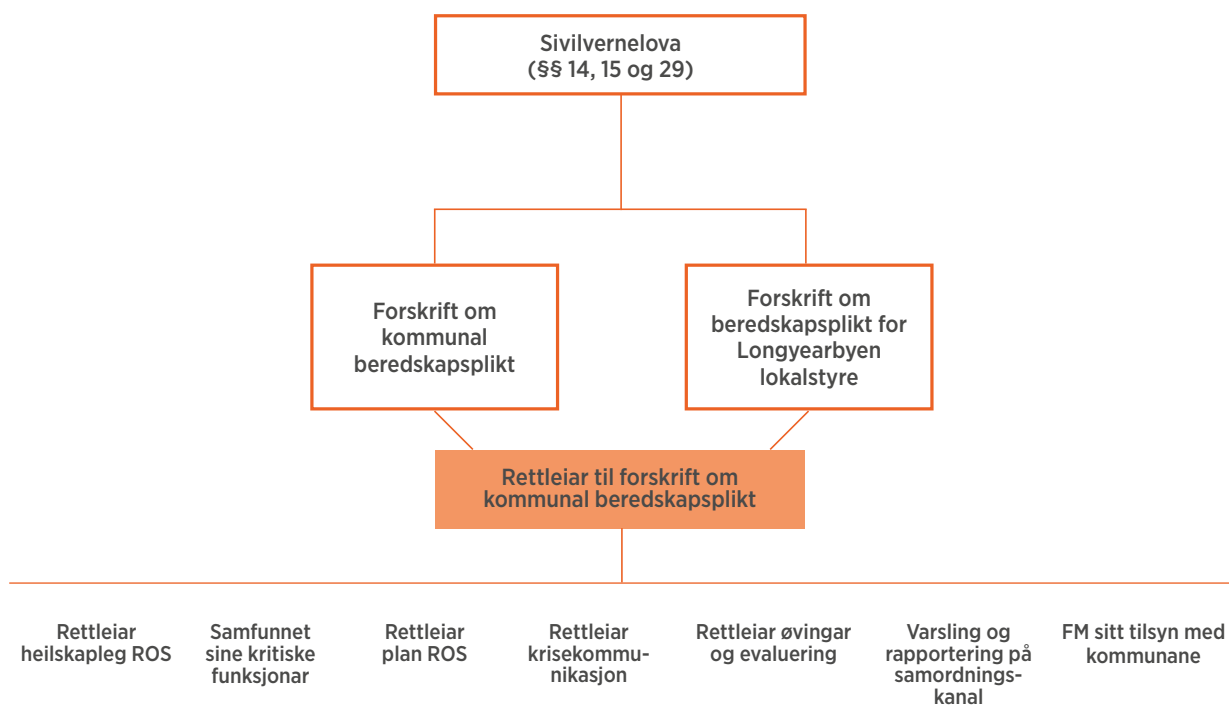 Sivilvernelova
(§§ 14, 15 og 29)
Forskrift om
kommunal
beredskapsplikt
Forskrift om
beredskapsplikt for
Longyearbyen
lokalstyre
Rettleiar til forskrift om
kommunal beredskapsplikt
Rettleiar
heilskapleg ROS
Samfunnet
sine kritiske
funksjonar
Rettleiar
plan ROS
Rettleiar
krisekommu-
nikasjon
Rettleiar øvingar
og evaluering
Varsling og
rapportering på
samordnings-
kanal
FM sitt tilsyn med
kommunane